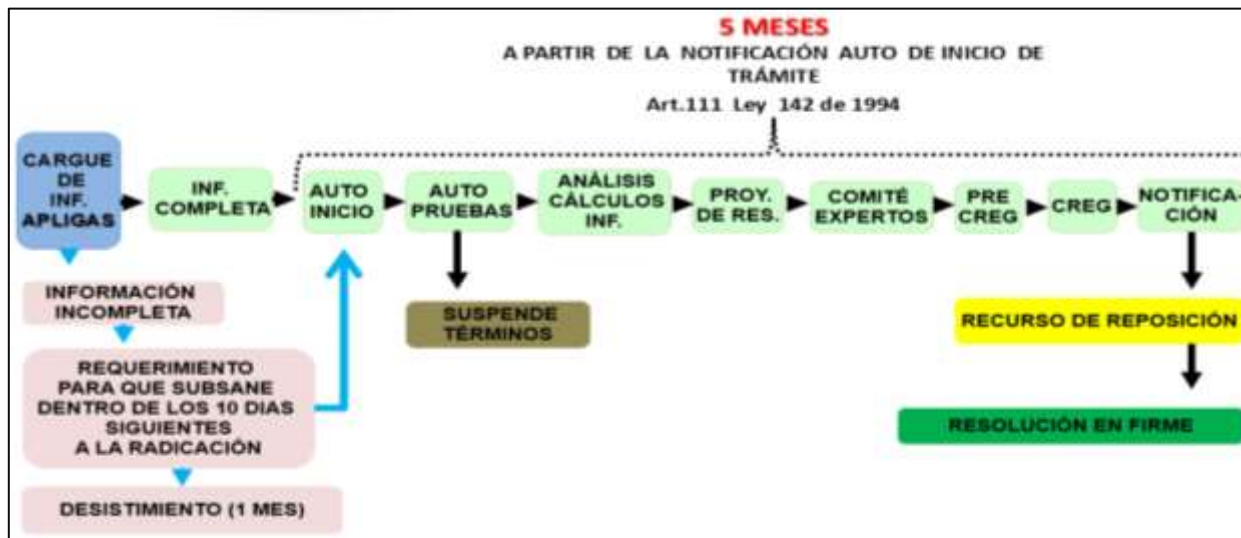 5 MESES
A PARTIR DE LA NOTIFICACIÓN AUTO DE INICIO DE
TRÁMITE
Art.111 Ley 142 de 1994
CARGUE
DE
INF.
APLIGAS
INF.
COMPLETA
AUTO
INICIO
AUTO
PRUEBAS
ANÁLISIS
CÁLCULOS
INF.
PROY.
DE RES.
COMITÉ
EXPERTOS
PRE
CREG
CREG
NOTIFICA-
CIÓN
INFORMACIÓN
INCOMPLETA
SUSPENDE
TÉRMINOS
RECURSO DE REPOSICIÓN
REQUERIMIENTO
PARA QUE SUBSANE
DENTRO DE LOS 10 DIAS
SIGUIENTES
A LA RADICACIÓN
RESOLUCIÓN EN FIRME
DESISTIMIENTO (1 MES)